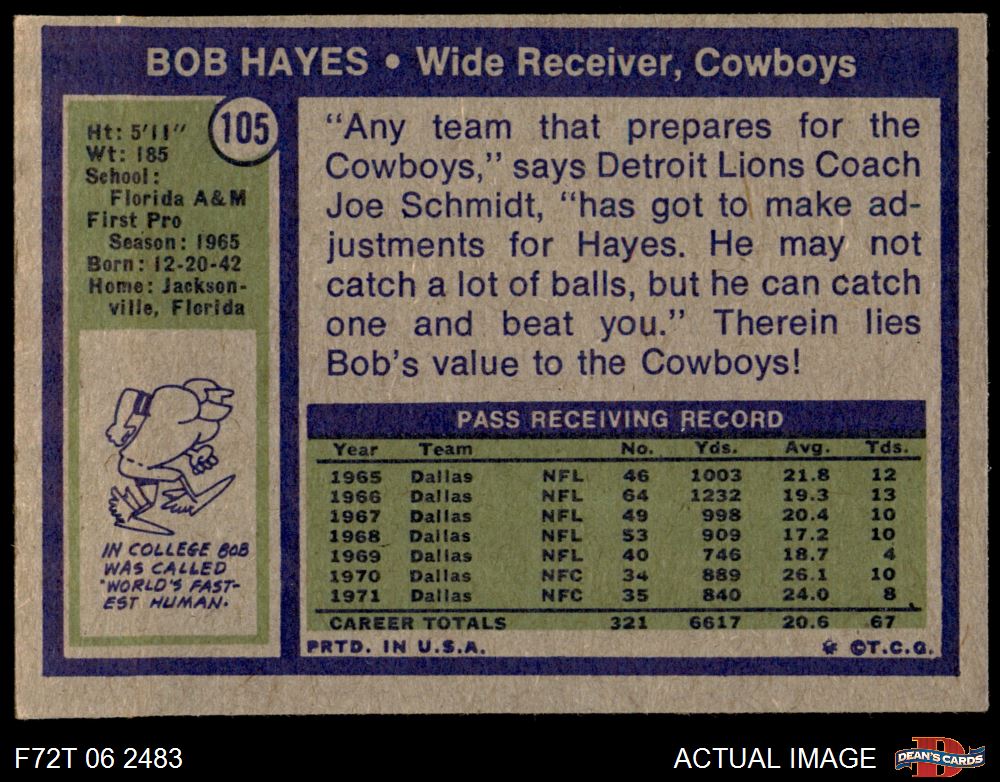 BOB HAYES • Wide Receiver, Cowboys
105
Ht: 5'11"
Wt: 185
School:
Florida A&M
First Pro
Season: 1965
Born: 12-20-42
Home: Jackson-
ville, Florida
IN COLLEGE BOB
WAS CALLED
"WORLD'S FAST-
EST HUMAN.
"Any team that prepares for the
Cowboys," says Detroit Lions Coach
Joe Schmidt, "has got to make ad-
justments for Hayes. He may not
catch a lot of balls, but he can catch
one and beat you." Therein lies
Bob's value to the Cowboys!
PASS RECEIVING RECORD
Year Team No. Yds. Avg. Tds.
1965 Dallas NFL 46 1003 21.8 12
1966 Dallas NFL 64 1232 19.3 13
1967 Dallas NFL 49 998 20.4 10
1968 Dallas NFL 53 909 17.2 10
1969 Dallas NFL 40 746 18.7 4
1970 Dallas NFC 34 889 26.1 10
1971 Dallas NFC 35 840 24.0 8
CAREER TOTALS 321 6617 20.6 67
PRTD. IN U.S.A. * ©T.C.G.
F72T 06 2483 ACTUAL IMAGE D DEAN'S CARDS